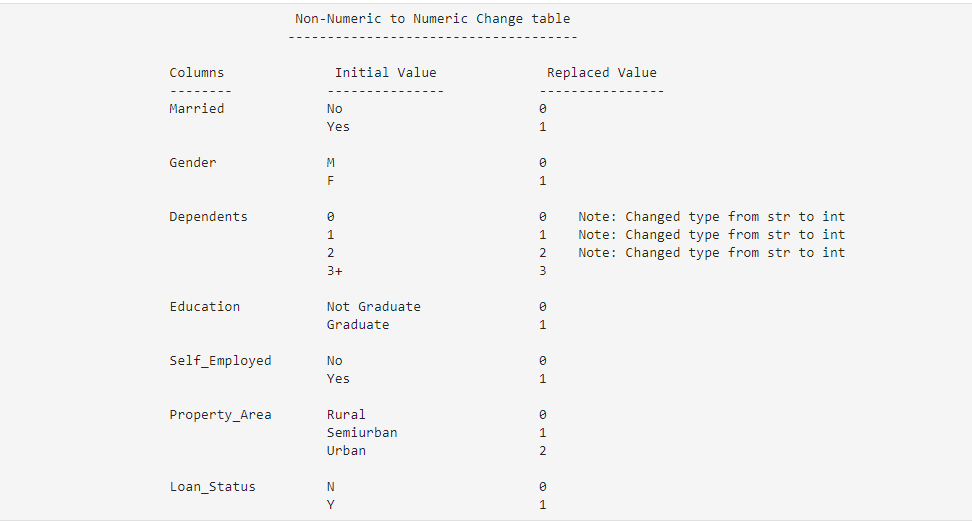 Non-Numeric to Numeric Change table
-------------------------------------
Columns Initial Value Replaced Value
-------- --------------- ----------------
Married No 0
Yes 1
Gender M 0
F 1
Dependents 0 0 Note: Changed type from str to int
1 1 Note: Changed type from str to int
2 2 Note: Changed type from str to int
3+ 3
Education Not Graduate 0
Graduate 1
Self_Employed No 0
Yes 1
Property_Area Rural 0
Semiurban 1
Urban 2
Loan_Status N 0
Y 1